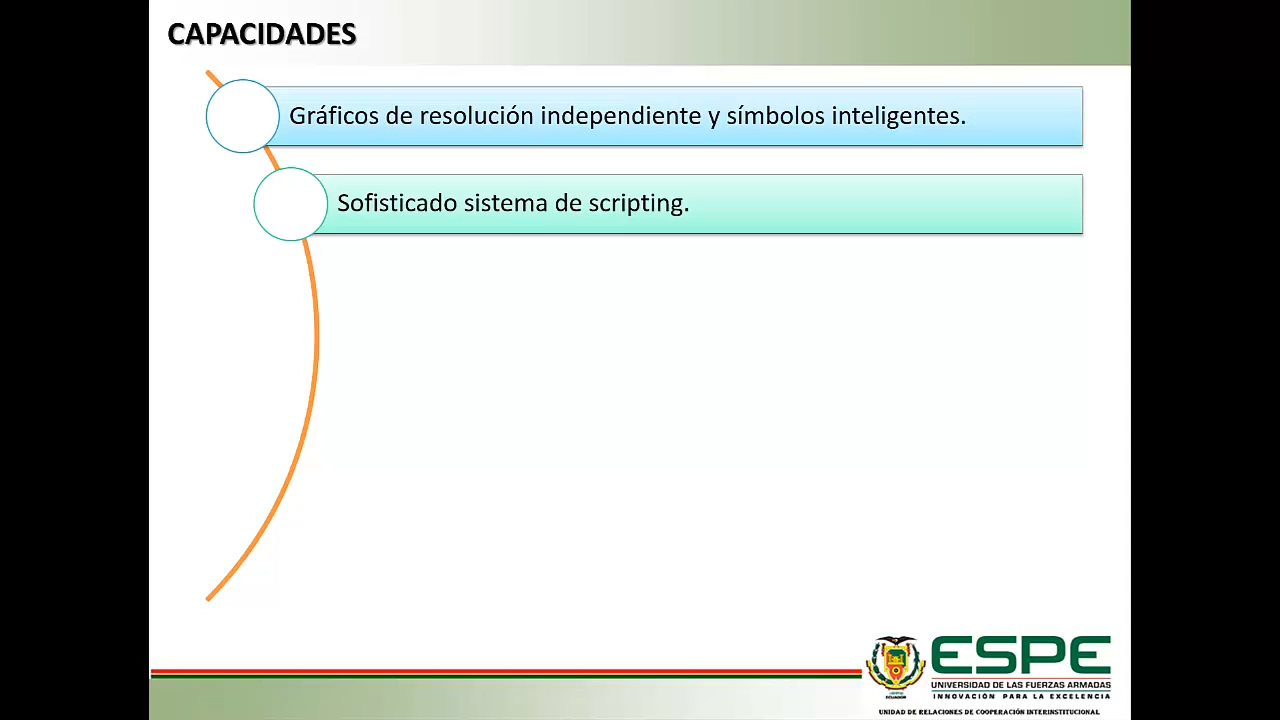 CAPACIDADES
Gráficos de resolución independiente y símbolos inteligentes.
Sofisticado sistema de scripting.
ESPE
UNIVERSIDAD DE LAS FUERZAS ARMADAS
INNOVACIÓN PARA LA EXCELENCIA
ECUADOR
UNIDAD DE RELACIONES DE COOPERACIÓN INTERINSTITUCIONAL